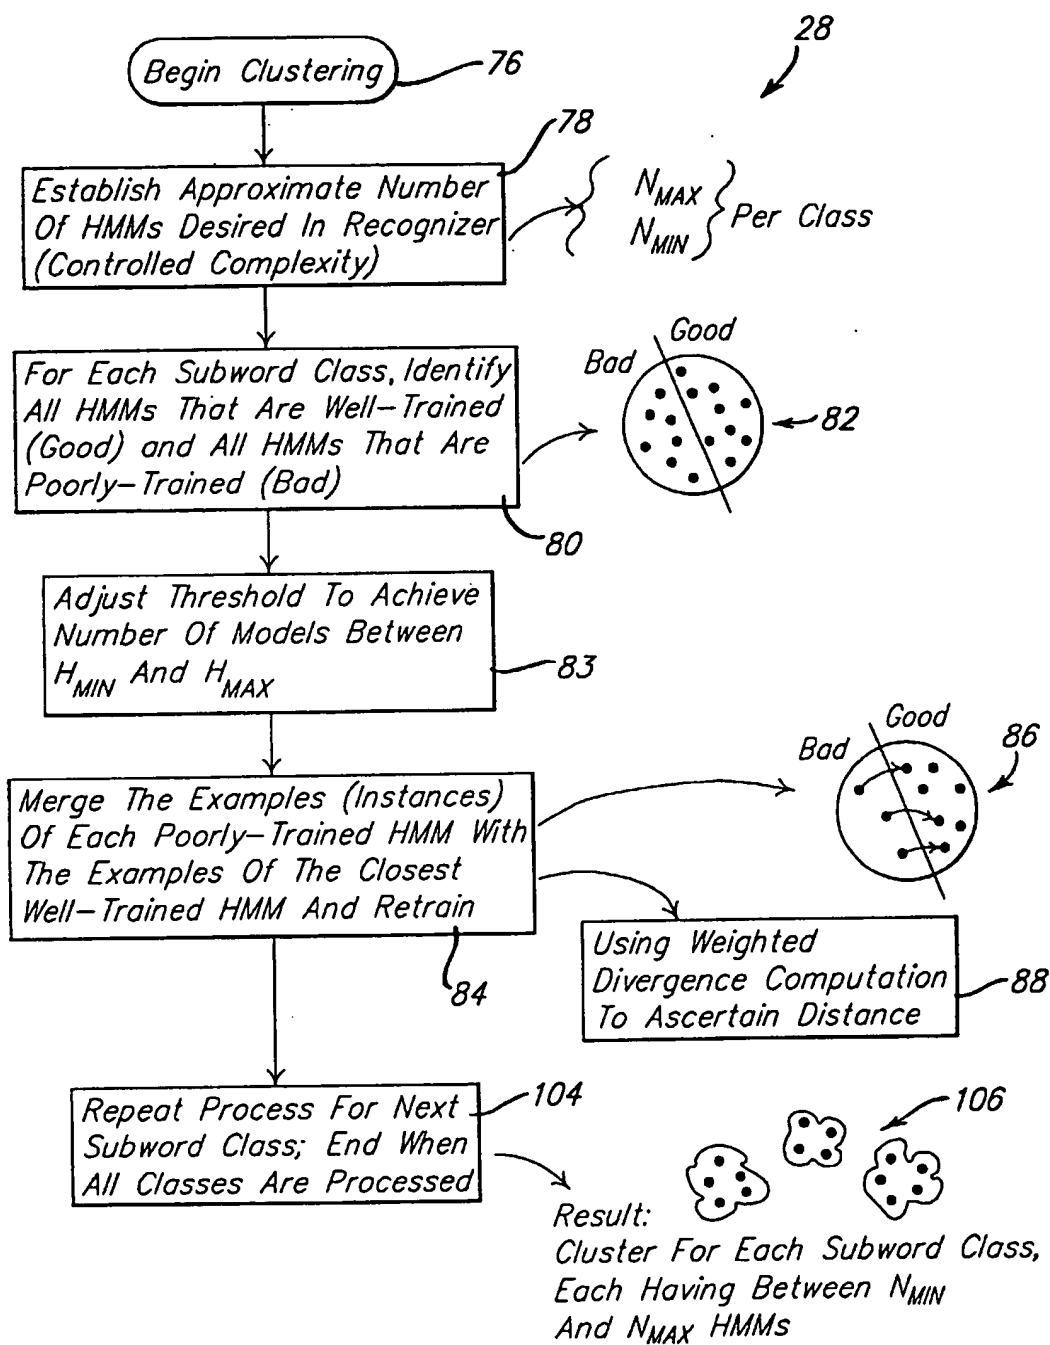 28
Begin Clustering
76
78
Establish Approximate Number
Of HMMs Desired In Recognizer
(Controlled Complexity)
N_MAX
N_MIN
Per Class
For Each Subword Class, Identify
All HMMs That Are Well-Trained
(Good) and All HMMs That Are
Poorly-Trained (Bad)
80
Good
Bad
82
Adjust Threshold To Achieve
Number Of Models Between
H_MIN And H_MAX
83
Merge The Examples (Instances)
Of Each Poorly-Trained HMM With
The Examples Of The Closest
Well-Trained HMM And Retrain
84
Good
Bad
86
Using Weighted
Divergence Computation
To Ascertain Distance
88
Repeat Process For Next
Subword Class; End When
All Classes Are Processed
104
106
Result:
Cluster For Each Subword Class,
Each Having Between N_MIN
And N_MAX HMMs